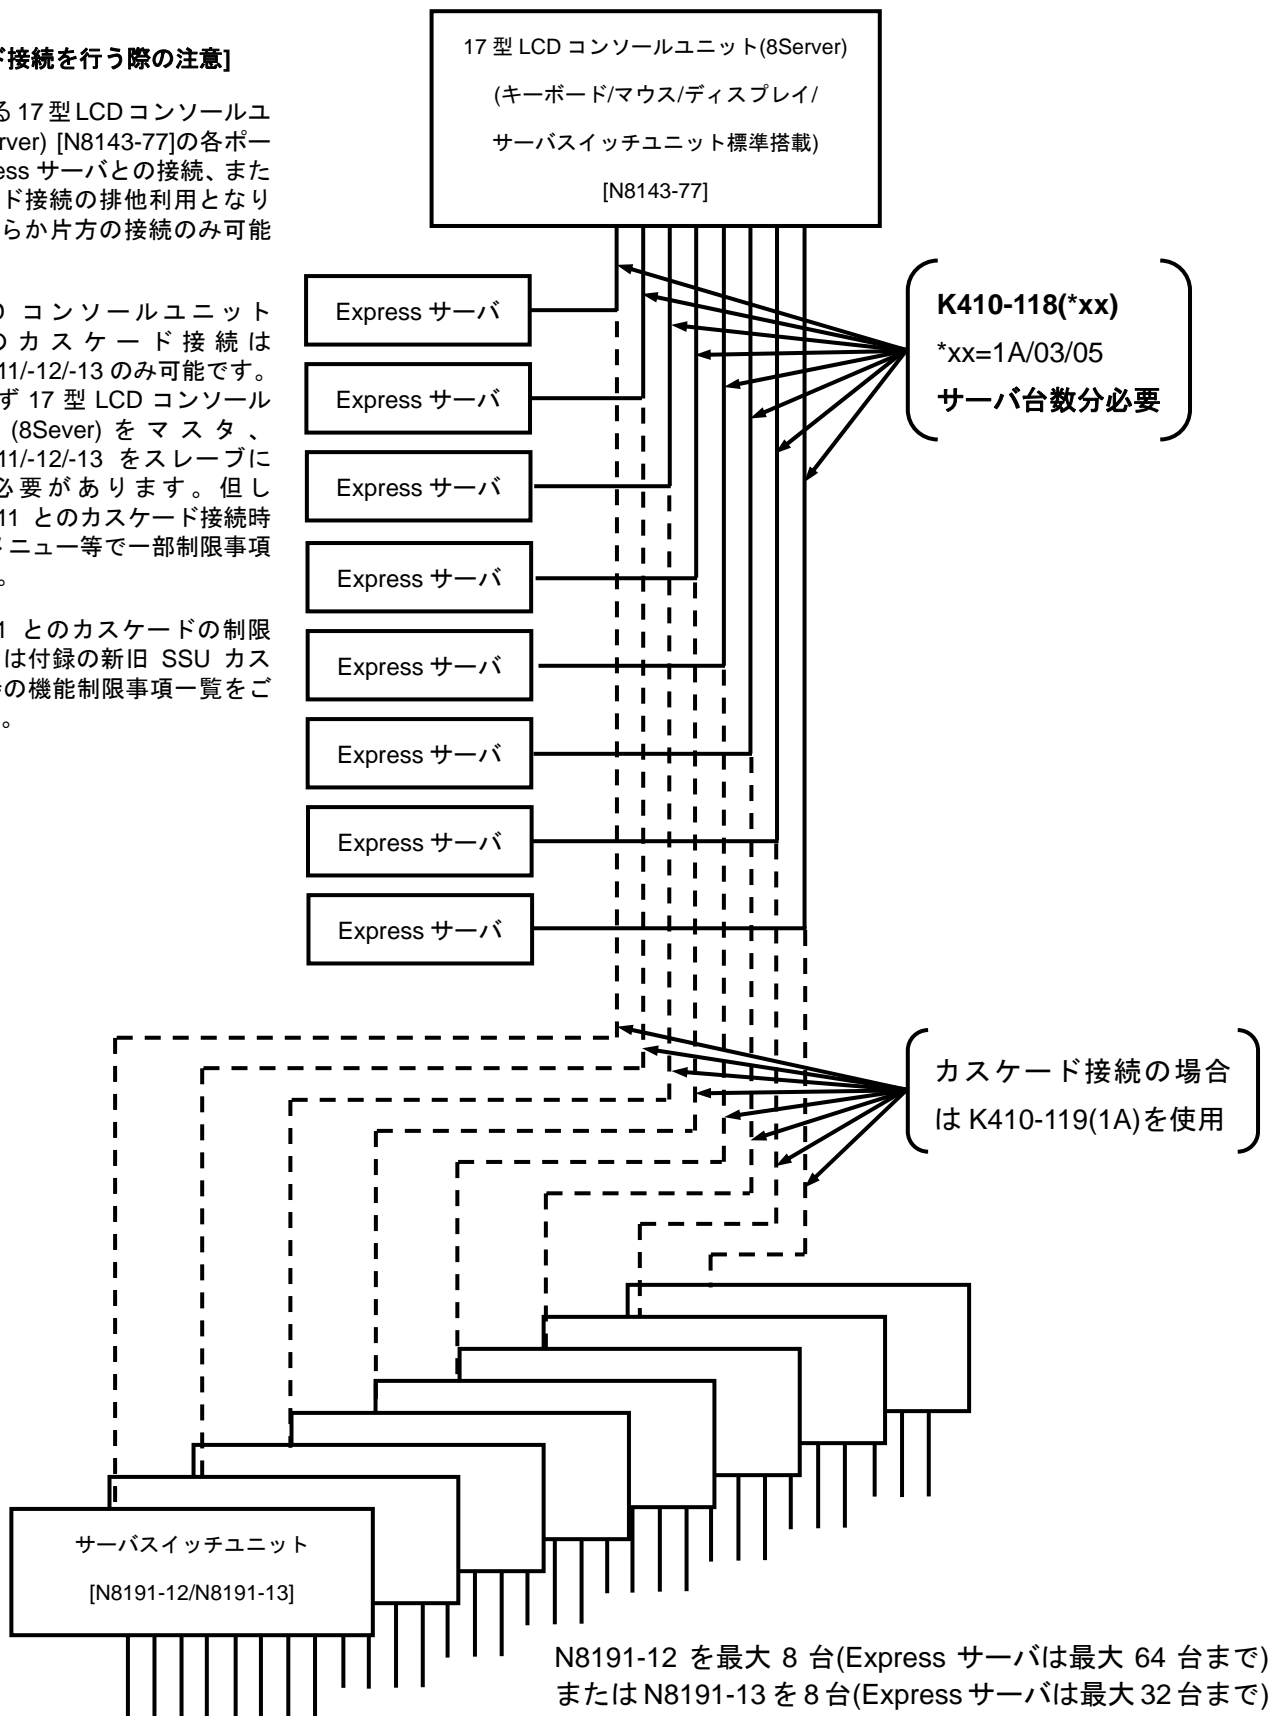 17 型 LCD コンソールユニット(8Server)
(キーボード/マウス/ディスプレイ/
サーバスイッチユニット標準搭載)
[N8143-77]
ド接続を行う際の注意]
る 17 型 LCD コンソールユ
rver) [N8143-77]の各ポー
ess サーバとの接続、また
ド接続の排他利用となり
らか片方の接続のみ可能
コンソールユニット
のカスケード接続は
11/-12/-13 のみ可能です。
ず 17 型 LCD コンソール
(8Sever) をマスタ、
11/-12/-13 をスレーブに
必要があります。但し
11 とのカスケード接続時
メニュー等で一部制限事項
。
1 とのカスケードの制限
は付録の新旧 SSU カス
の機能制限事項一覧をご
。
Express サーバ
Express サーバ
Express サーバ
Express サーバ
Express サーバ
Express サーバ
Express サーバ
Express サーバ
K410-118(*xx)
*xx=1A/03/05
サーバ台数分必要
カスケード接続の場合
は K410-119(1A)を使用
サーバスイッチユニット
[N8191-12/N8191-13]
N8191-12 を最大 8 台(Express サーバは最大 64 台まで)
または N8191-13 を 8 台(Express サーバは最大 32 台まで)